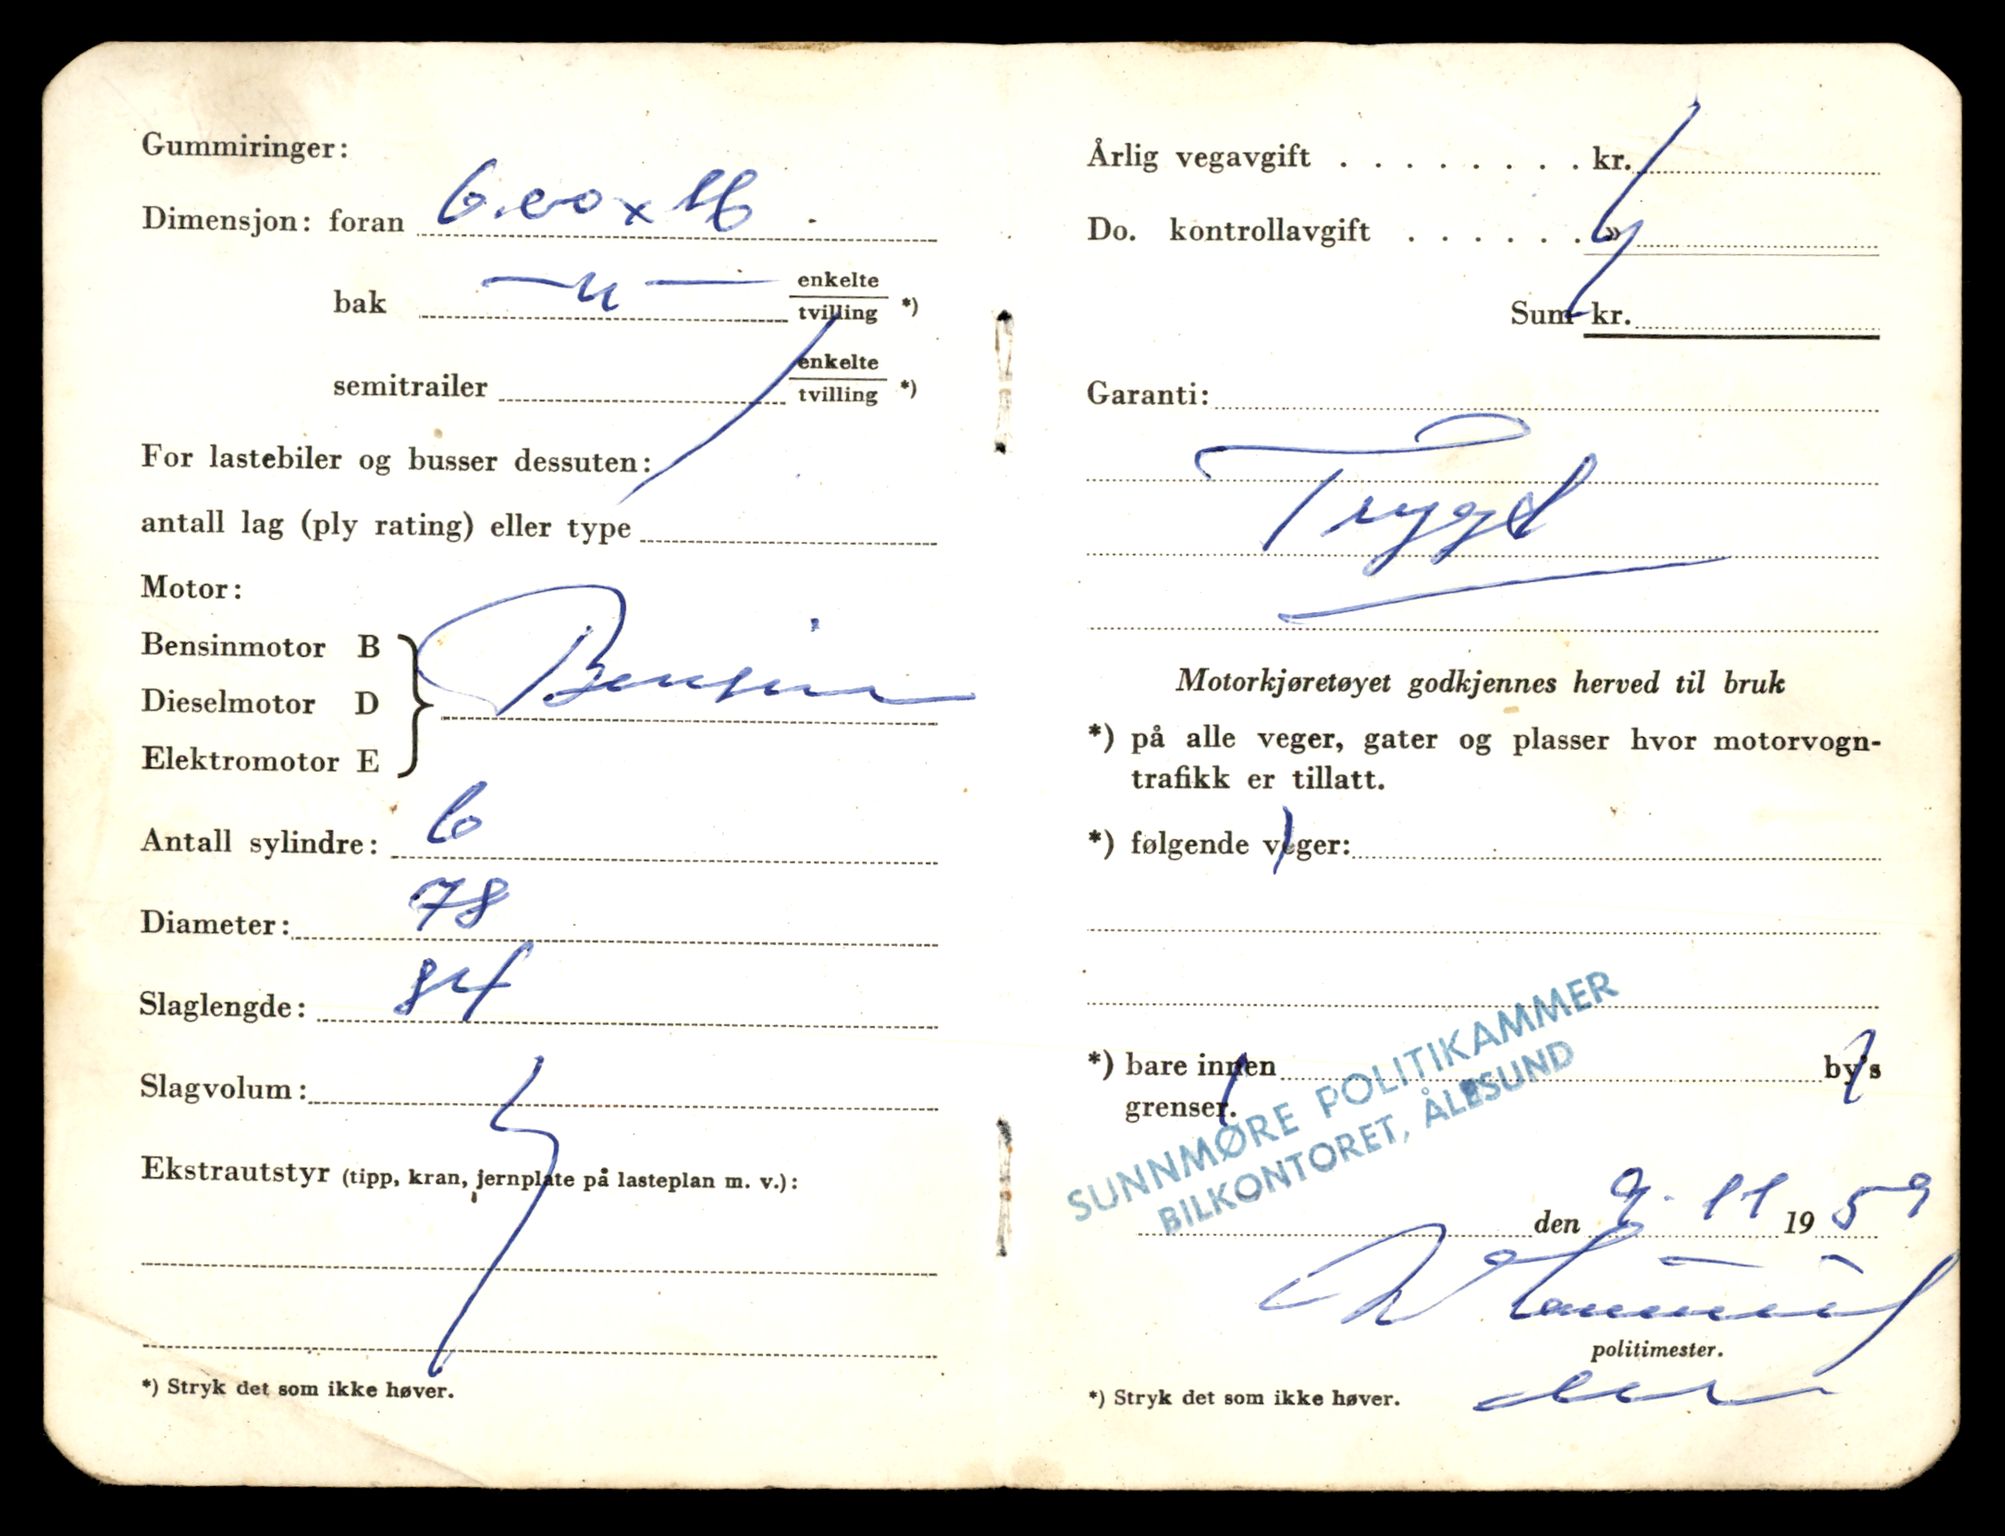 Gummiringer:
Dimensjon: foran 6.00 x 16
bak — " — enkelte
tvilling *)
semitrailer enkelte
tvilling *)
For lastebiler og busser dessuten:
antall lag (ply rating) eller type
Motor:
Bensinmotor B
Dieselmotor D Bensin
Elektromotor E
Antall sylindre: 6
Diameter: 78
Slaglengde: 84
Slagvolum:
Ekstrautstyr (tipp, kran, jernplate på lasteplan m. v.):
*) Stryk det som ikke høver.
Årlig vegavgift . . . . . . . . kr.
Do. kontrollavgift . . . . . . »
Sum kr.
Garanti:
Trygd
Motorkjøretøyet godkjennes herved til bruk
*) på alle veger, gater og plasser hvor motorvogn-
trafikk er tillatt.
*) følgende veger:
*) bare innen by's
grenser.
SUNNMØRE POLITIKAMMER
BILKONTORET, ÅLESUND
den 9. 11 19 59
politimester.
*) Stryk det som ikke høver.